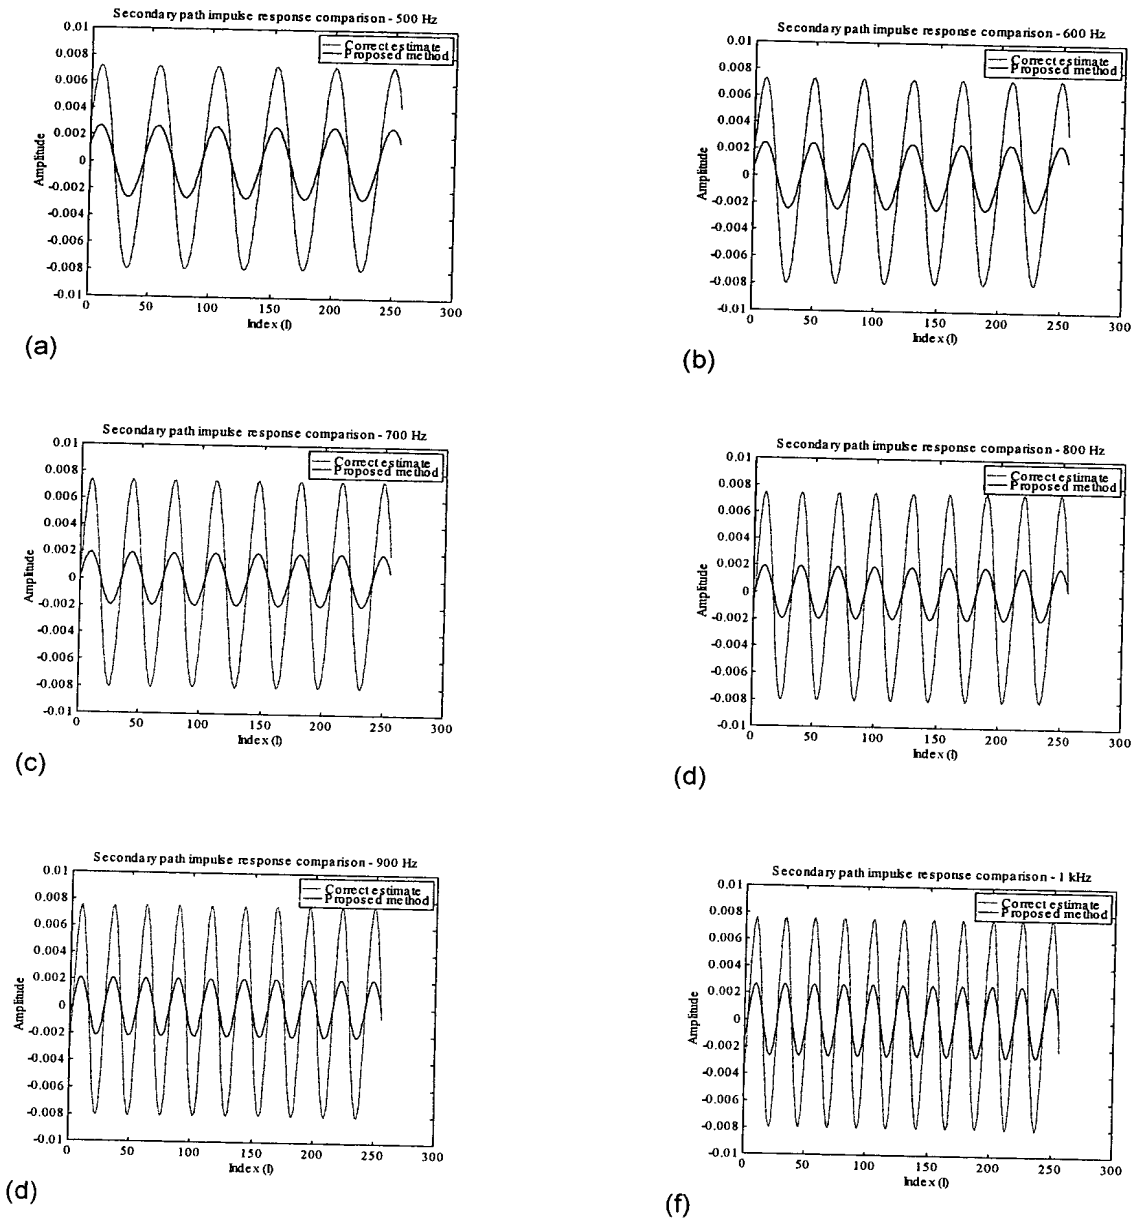 Secondary path impulse response comparison - 500 Hz
0.01
0.008
0.006
0.004
0.002
0
-0.002
-0.004
-0.006
-0.008
-0.01
Amplitude
Correct estimate
Proposed method
0 50 100 150 200 250 300
Index (l)
(a)
Secondary path impulse response comparison - 600 Hz
0.01
0.008
0.006
0.004
0.002
0
-0.002
-0.004
-0.006
-0.008
-0.01
Amplitude
Correct estimate
Proposed method
0 50 100 150 200 250 300
Index (l)
(b)
Secondary path impulse response comparison - 700 Hz
0.01
0.008
0.006
0.004
0.002
0
-0.002
-0.004
-0.006
-0.008
-0.01
Amplitude
Correct estimate
Proposed method
0 50 100 150 200 250 300
Index (l)
(c)
Secondary path impulse response comparison - 800 Hz
0.01
0.008
0.006
0.004
0.002
0
-0.002
-0.004
-0.006
-0.008
-0.01
Amplitude
Correct estimate
Proposed method
0 50 100 150 200 250 300
Index (l)
(d)
Secondary path impulse response comparison - 900 Hz
0.01
0.008
0.006
0.004
0.002
0
-0.002
-0.004
-0.006
-0.008
-0.01
Amplitude
Correct estimate
Proposed method
0 50 100 150 200 250 300
Index (l)
(d)
Secondary path impulse response comparison - 1 kHz
0.01
0.008
0.006
0.004
0.002
0
-0.002
-0.004
-0.006
-0.008
-0.01
Amplitude
Correct estimate
Proposed method
0 50 100 150 200 250 300
Index (l)
(f)